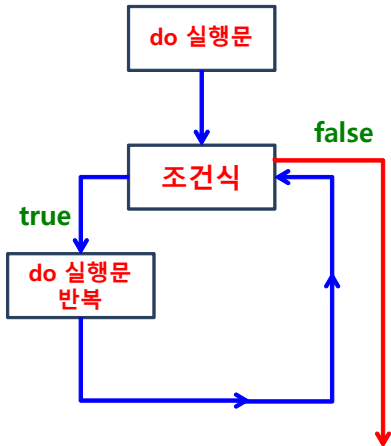 do 실행문
false
조건식
true
do 실행문
반복